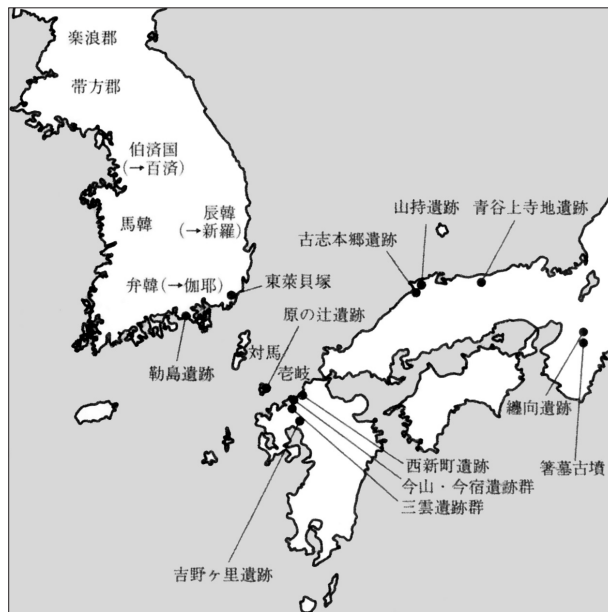 楽浪郡
帯方郡
伯済国
(→百済)
馬韓
辰韓
(→新羅)
弁韓(→伽耶)
東萊貝塚
勒島遺跡
対馬
原の辻遺跡
壱岐
山持遺跡
青谷上寺地遺跡
古志本郷遺跡
纏向遺跡
箸墓古墳
西新町遺跡
今山・今宿遺跡群
三雲遺跡群
吉野ヶ里遺跡